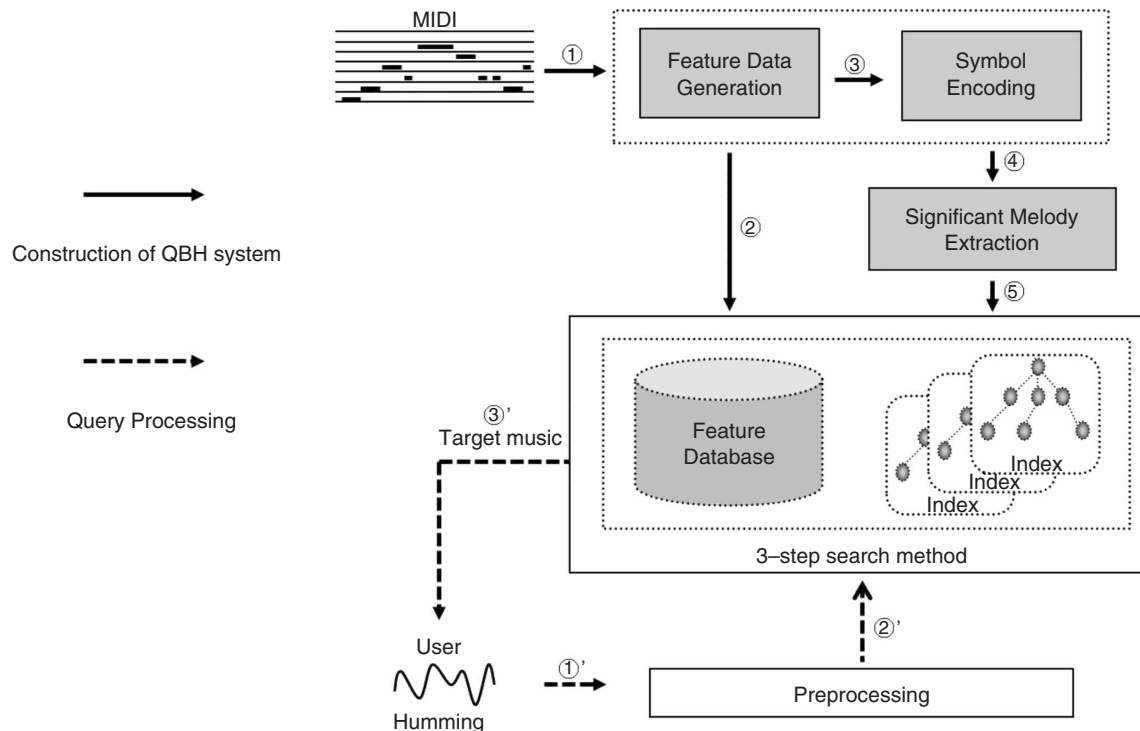 MIDI
①
Feature Data
Generation
③
Symbol
Encoding
④
Significant Melody
Extraction
②
⑤
Construction of QBH system
Query Processing
③’
Target music
Feature
Database
Index
Index
Index
3–step search method
②’
User
①’
Humming
Preprocessing